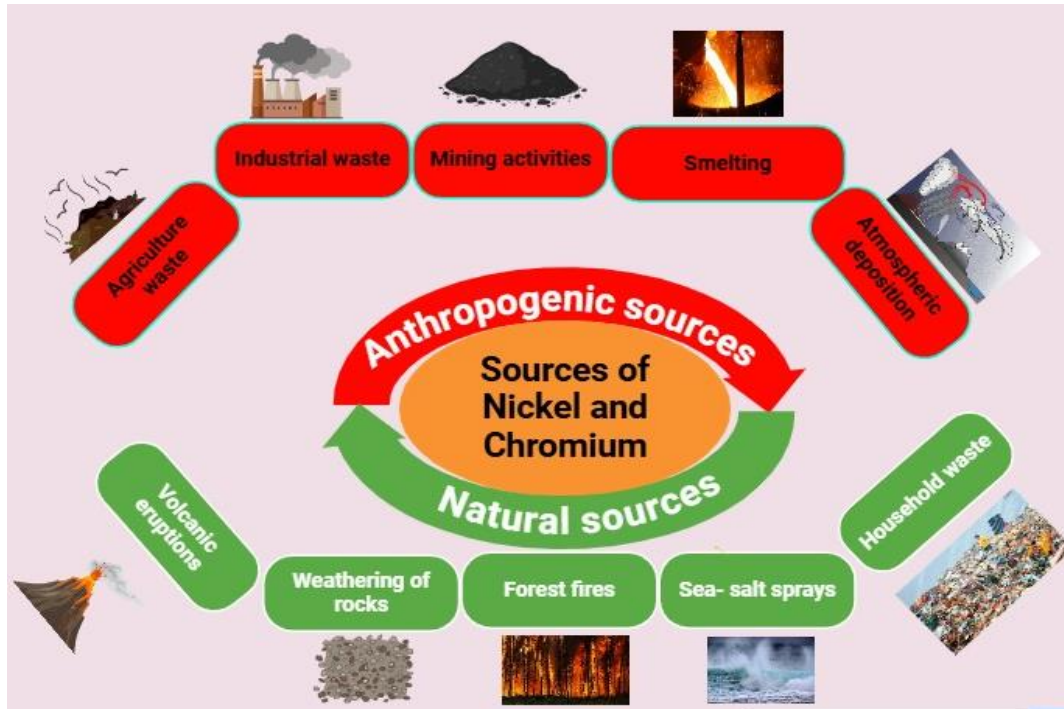 Industrial waste
Mining activities
Smelting
Agriculture
waste
Atmospheric
deposition
Anthropogenic sources
Sources of
Nickel and
Chromium
Natural sources
Volcanic
eruptions
Weathering of
rocks
Forest fires
Sea- salt sprays
Household waste